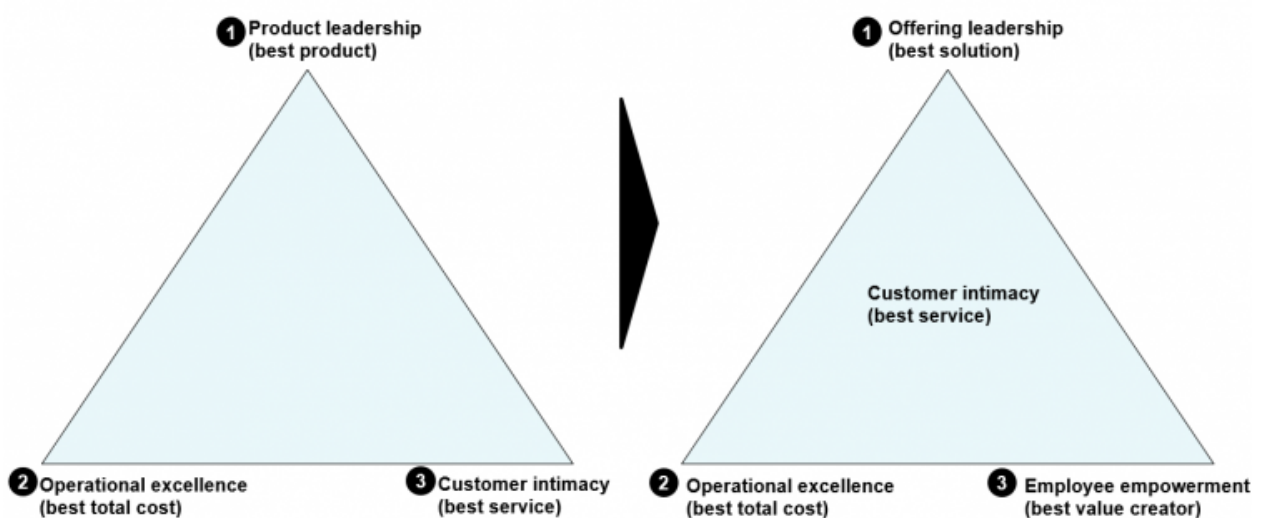 1 Product leadership
(best product)
2 Operational excellence
(best total cost)
3 Customer intimacy
(best service)
1 Offering leadership
(best solution)
Customer intimacy
(best service)
2 Operational excellence
(best total cost)
3 Employee empowerment
(best value creator)